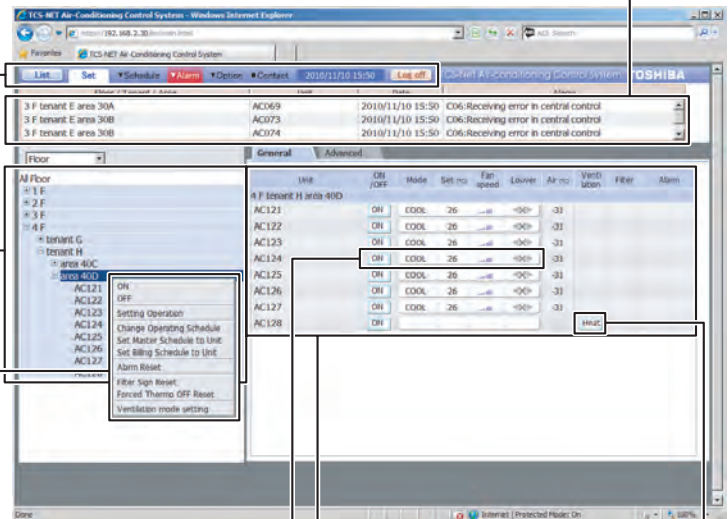 TCS-NET Air-Conditioning Control System - Windows Internet Explorer
Favorites TCS-NET Air-Conditioning Control System
List Set ▼Schedule ▼Alarm ▼Option ■Contact 2010/11/10 15:50 Log off CS-Net Air-conditioning Control System TOSHIBA
Floor / Tenant / Area Unit Date Alarm
3 F tenant E area 30A AC069 2010/11/10 15:50 C06:Receiving error in central control
3 F tenant E area 30B AC073 2010/11/10 15:50 C06:Receiving error in central control
3 F tenant E area 30B AC074 2010/11/10 15:50 C06:Receiving error in central control
Floor
General Advanced
All Floor
1 F
2 F
3 F
4 F
tenant G
tenant H
area 40C
area 40D
AC121
AC122
AC123
AC124
AC125
AC126
AC127
ON
OFF
Setting Operation
Change Operating Schedule
Set Master Schedule to Unit
Set Billing Schedule to Unit
Alarm Reset
Filter Sign Reset
Forced Thermo OFF Reset
Ventilation mode setting
Unit ON /OFF Mode Set Fan speed Louver Air Venti lation Filter Alarm
4 F tenant H area 40D
AC121 ON COOL 26 -31
AC122 ON COOL 26 -31
AC123 ON COOL 26 -31
AC124 ON COOL 26 -31
AC125 ON COOL 26 -31
AC126 ON COOL 26 -31
AC127 ON COOL 26 -31
AC128 ON Heat
Done Internet | Protected Mode: On 100%